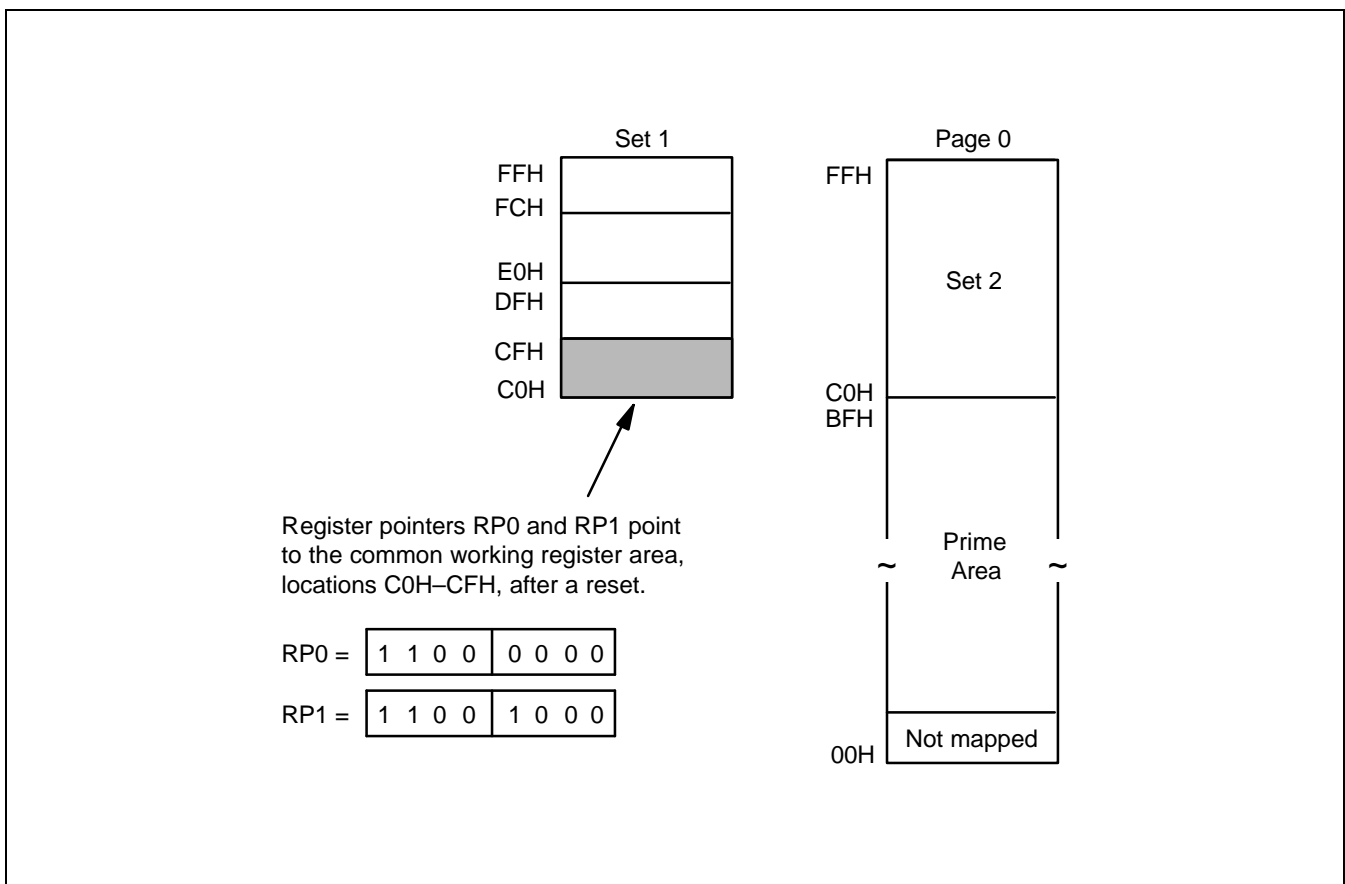 Set 1
FFH
FCH
E0H
DFH
CFH
C0H
Register pointers RP0 and RP1 point
to the common working register area,
locations C0H–CFH, after a reset.
RP0 = 1 1 0 0 0 0 0 0
RP1 = 1 1 0 0 1 0 0 0
Page 0
FFH
Set 2
C0H
BFH
~ Prime ~
Area
Not mapped
00H